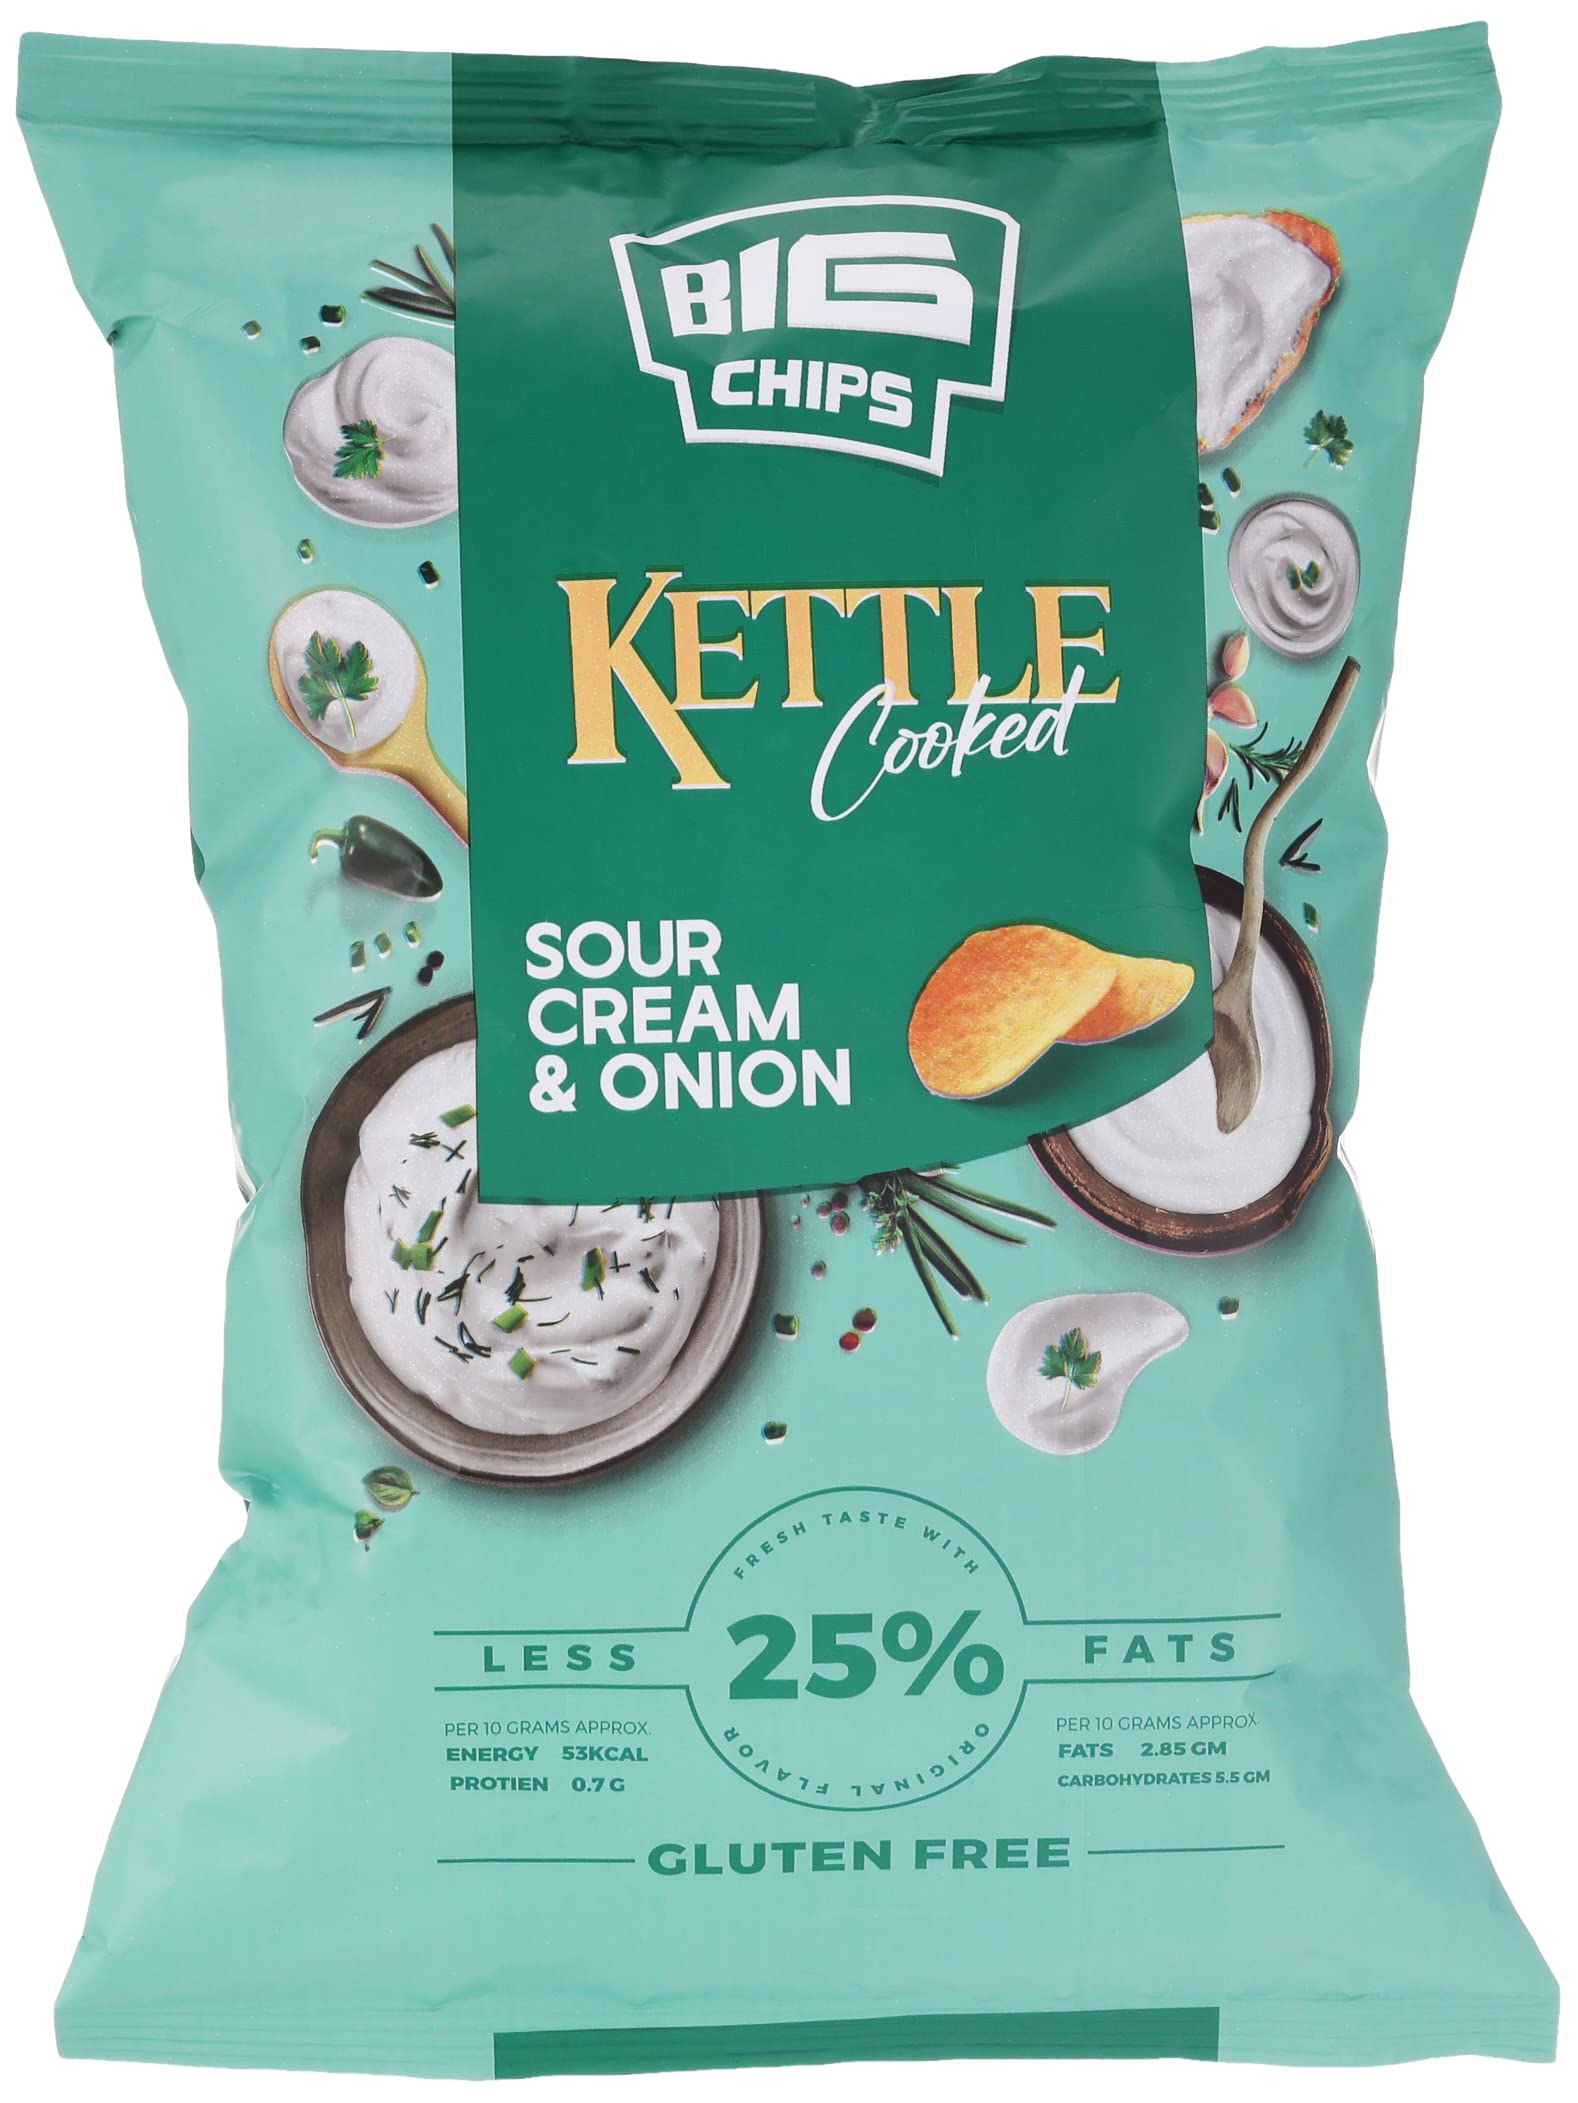 BIG
CHIPS
KETTLE
Cooked
SOUR
CREAM
& ONION
FRESH TASTE WITH
LESS 25% FATS
ORIGINAL FLAVOR
PER 10 GRAMS APPROX.
ENERGY 53KCAL
PROTIEN 0.7 G
PER 10 GRAMS APPROX.
FATS 2.85 GM
CARBOHYDRATES 5.5 GM
GLUTEN FREE